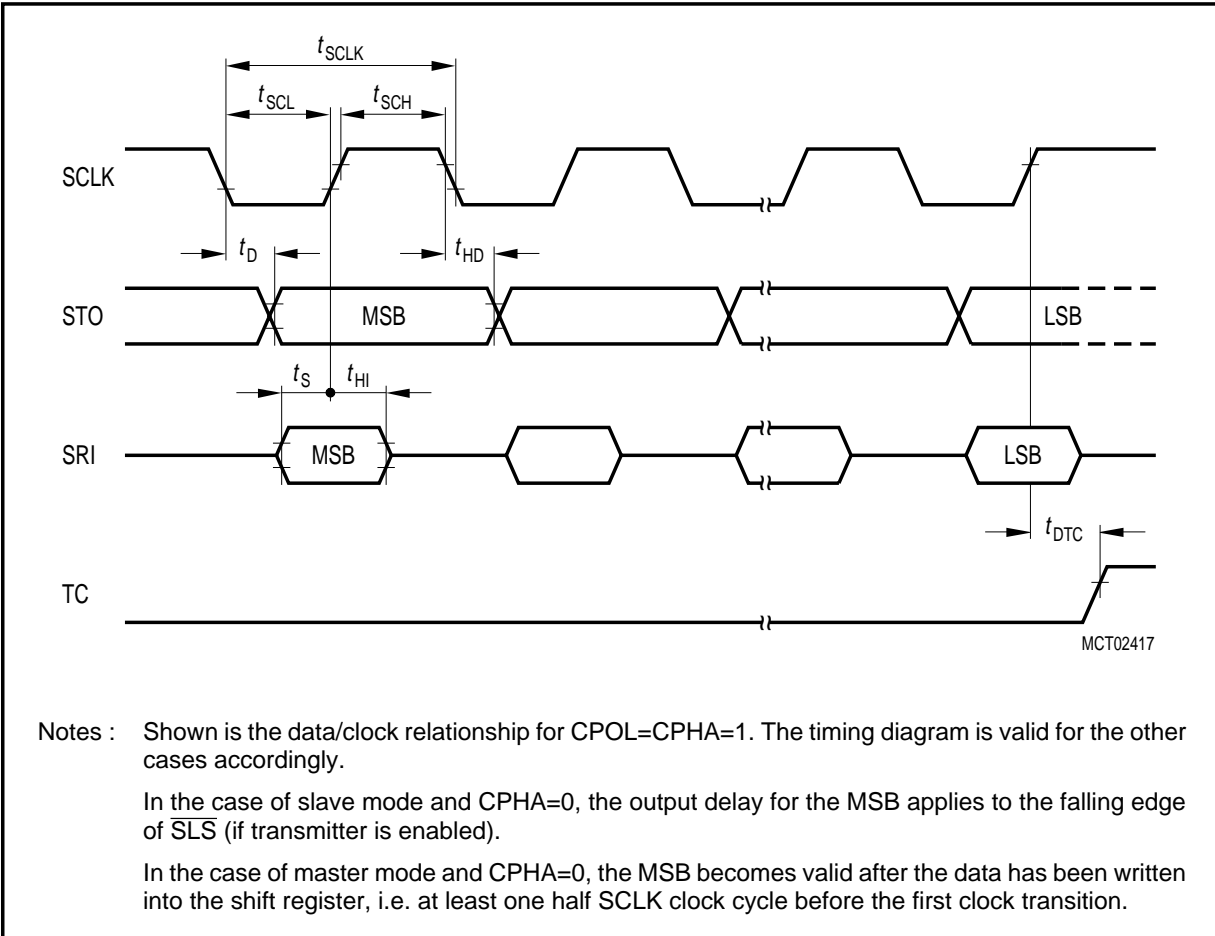 tSCLK
tSCL tSCH
SCLK
tD tHD
STO MSB LSB
tS tHI
SRI MSB LSB
tDTC
TC
MCT02417
Notes : Shown is the data/clock relationship for CPOL=CPHA=1. The timing diagram is valid for the other
cases accordingly.
In the case of slave mode and CPHA=0, the output delay for the MSB applies to the falling edge
of S̅L̅S̅ (if transmitter is enabled).
In the case of master mode and CPHA=0, the MSB becomes valid after the data has been written
into the shift register, i.e. at least one half SCLK clock cycle before the first clock transition.